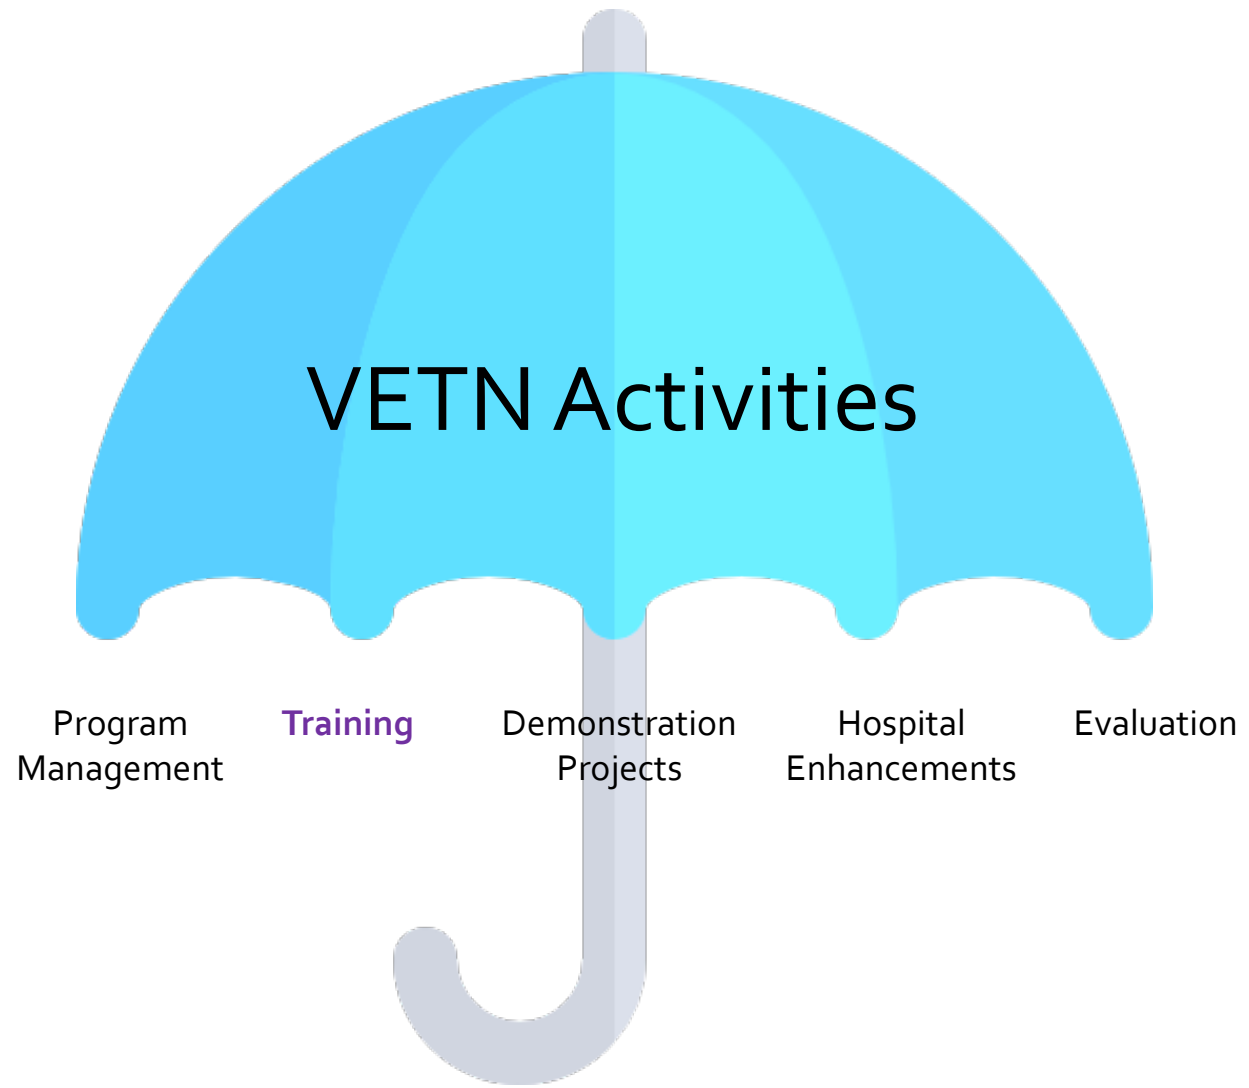 VETN Activities
Program
Management
Training
Demonstration
Projects
Hospital
Enhancements
Evaluation